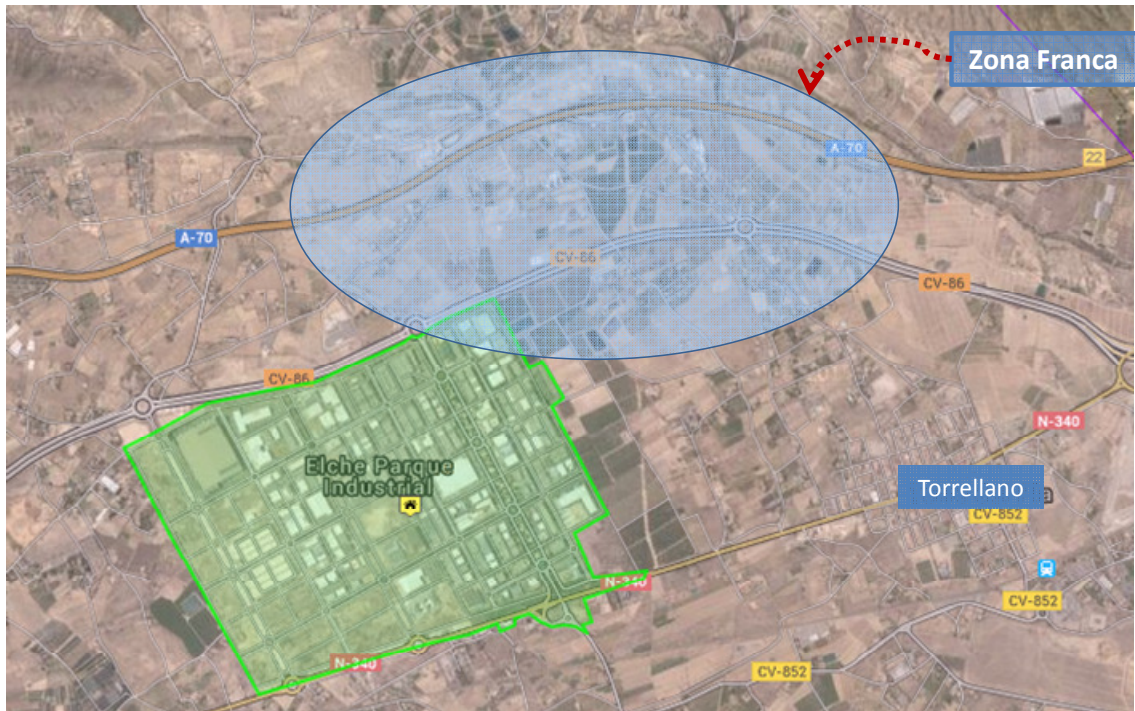 Zona Franca
A-70
22
A-70
CV-86
CV-86
CV-86
N-340
Elche Parque
Industrial
Torrellano
CV-852
N-340
CV-852
N-340
CV-852